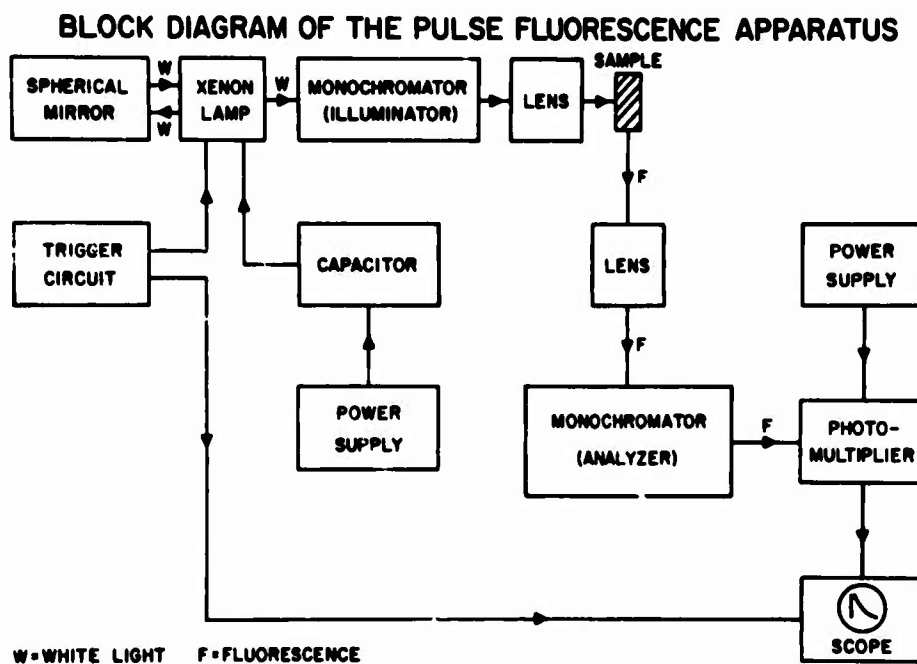 BLOCK DIAGRAM OF THE PULSE FLUORESCENCE APPARATUS
SPHERICAL
MIRROR
W
W
XENON
LAMP
W
MONOCHROMATOR
(ILLUMINATOR)
LENS
SAMPLE
F
TRIGGER
CIRCUIT
CAPACITOR
LENS
POWER
SUPPLY
F
POWER
SUPPLY
MONOCHROMATOR
(ANALYZER)
F
PHOTO-
MULTIPLIER
SCOPE
W=WHITE LIGHT F=FLUORESCENCE